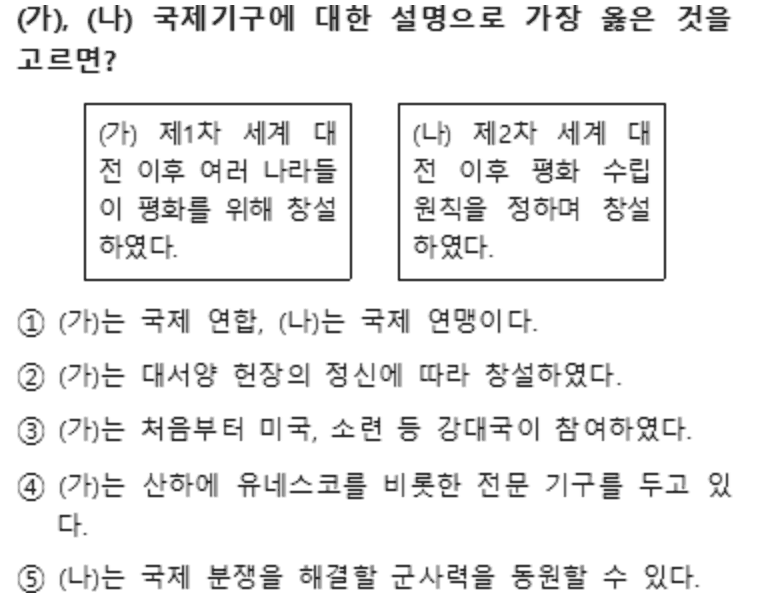 (가), (나) 국제기구에 대한 설명으로 가장 옳은 것을
고르면?
(가) 제1차 세계 대
전 이후 여러 나라들
이 평화를 위해 창설
하였다.
(나) 제2차 세계 대
전 이후 평화 수립
원칙을 정하며 창설
하였다.
① (가)는 국제 연합, (나)는 국제 연맹이다.
② (가)는 대서양 헌장의 정신에 따라 창설하였다.
③ (가)는 처음부터 미국, 소련 등 강대국이 참여하였다.
④ (가)는 산하에 유네스코를 비롯한 전문 기구를 두고 있
다.
⑤ (나)는 국제 분쟁을 해결할 군사력을 동원할 수 있다.